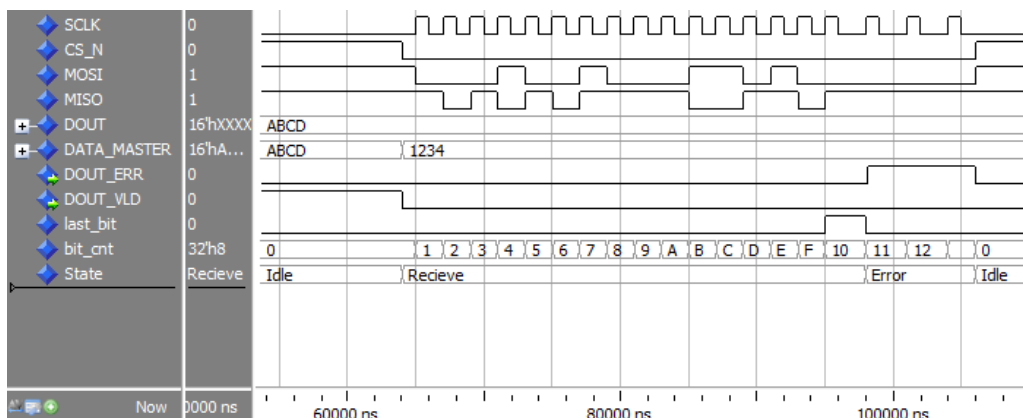 SCLK 0
CS_N 0
MOSI 1
MISO 1
DOUT 16'hXXXX ABCD
DATA_MASTER 16'hA... ABCD 1234
DOUT_ERR 0
DOUT_VLD 0
last_bit 0
bit_cnt 32'h8 0 1 2 3 4 5 6 7 8 9 A B C D E F 10 11 12 0
State Recieve Idle Recieve Error Idle
Now 0000 ns 60000 ns 80000 ns 100000 ns